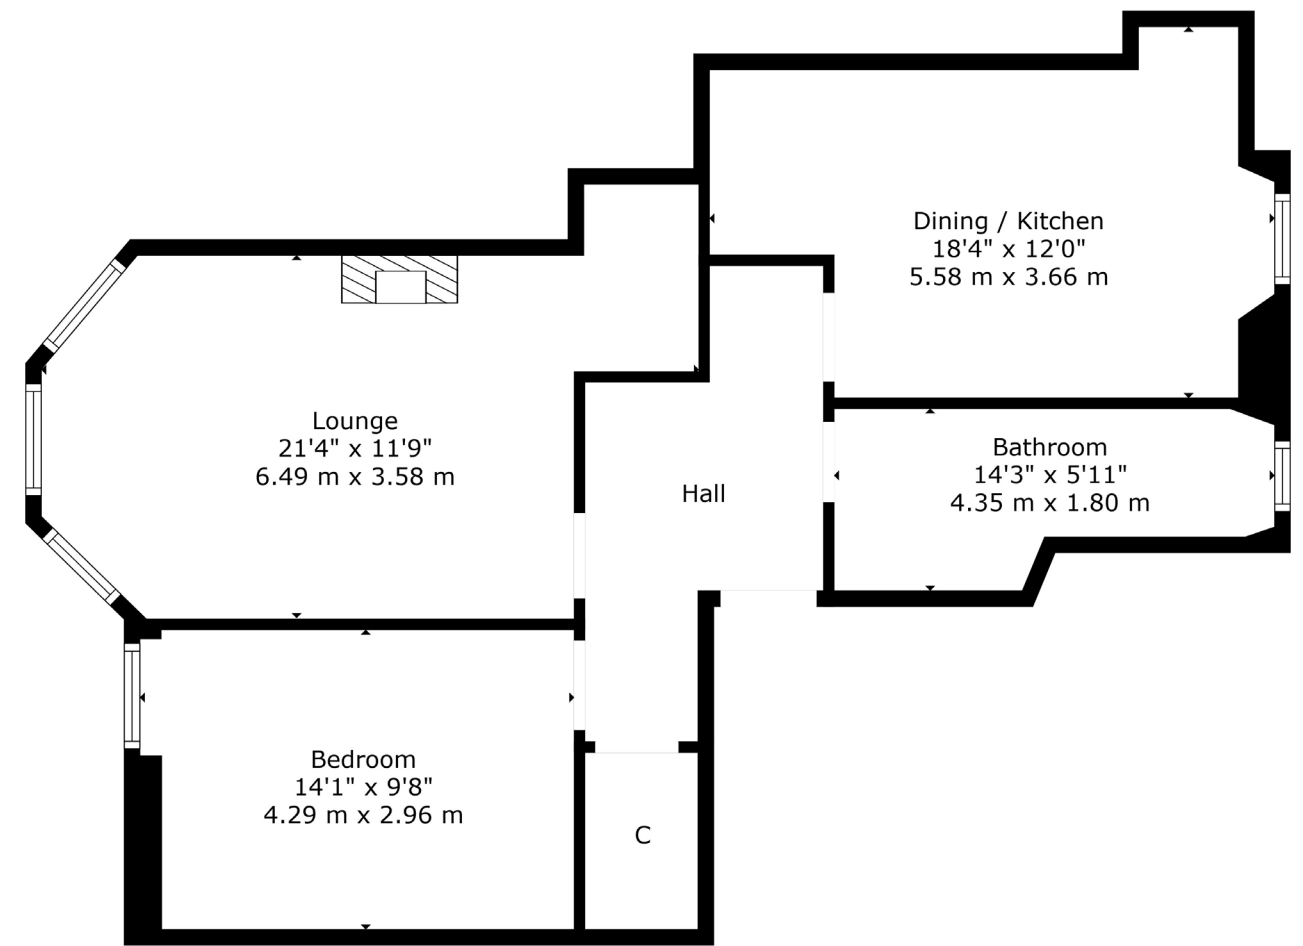 Dining / Kitchen
18'4" x 12'0"
5.58 m x 3.66 m
Lounge
21'4" x 11'9"
6.49 m x 3.58 m
Bathroom
14'3" x 5'11"
4.35 m x 1.80 m
Hall
Bedroom
14'1" x 9'8"
4.29 m x 2.96 m
C